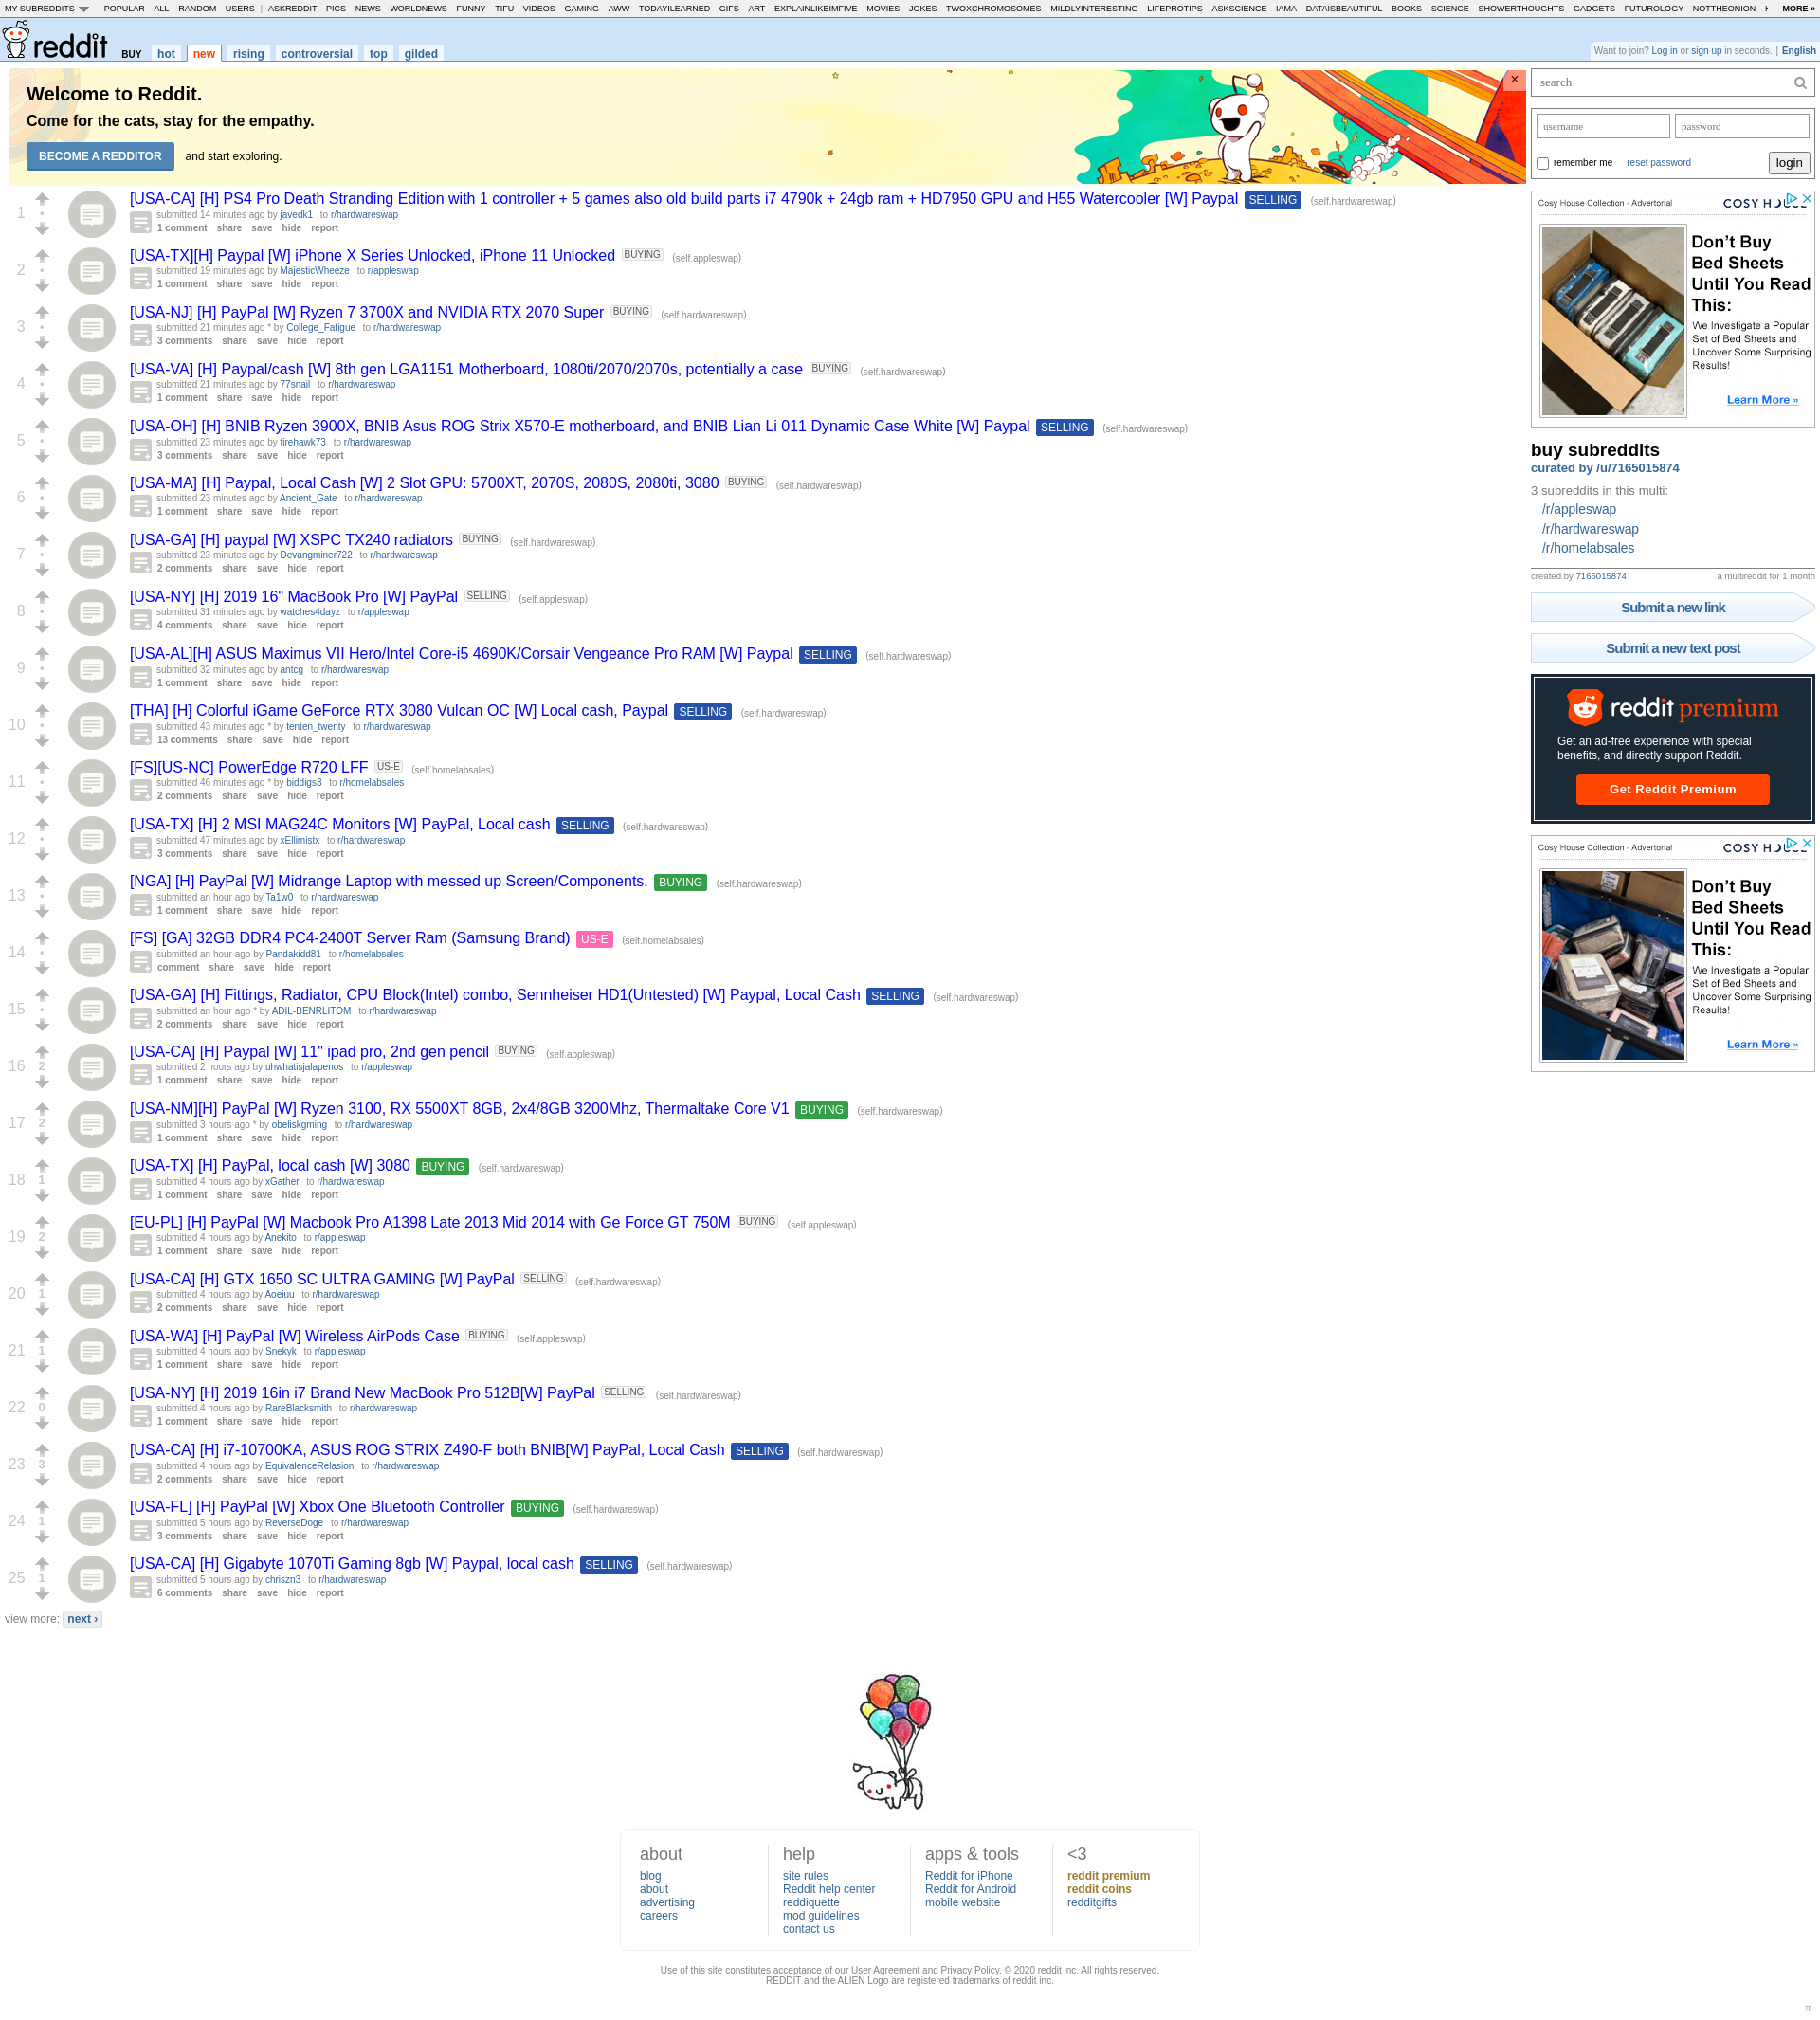 MY SUBREDDITS POPULAR - ALL - RANDOM - USERS | ASKREDDIT - PICS - NEWS - WORLDNEWS - FUNNY - TIFU - VIDEOS - GAMING - AWW - TODAYILEARNED - GIFS - ART - EXPLAINLIKEIMFIVE - MOVIES - JOKES - TWOXCHROMOSOMES - MILDLYINTERESTING - LIFEPROTIPS - ASKSCIENCE - IAMA - DATAISBEAUTIFUL - BOOKS - SCIENCE - SHOWERTHOUGHTS - GADGETS - FUTUROLOGY - NOTTHEONION - MORE »
reddit BUY hot new rising controversial top gilded
Want to join? Log in or sign up in seconds. | English
Welcome to Reddit.
Come for the cats, stay for the empathy.
BECOME A REDDITOR and start exploring.
×
1
[USA-CA] [H] PS4 Pro Death Stranding Edition with 1 controller + 5 games also old build parts i7 4790k + 24gb ram + HD7950 GPU and H55 Watercooler [W] Paypal SELLING (self.hardwareswap)
submitted 14 minutes ago by javedk1 to r/hardwareswap
1 comment share save hide report
2
[USA-TX][H] Paypal [W] iPhone X Series Unlocked, iPhone 11 Unlocked BUYING (self.appleswap)
submitted 19 minutes ago by MajesticWheeze to r/appleswap
1 comment share save hide report
3
[USA-NJ] [H] PayPal [W] Ryzen 7 3700X and NVIDIA RTX 2070 Super BUYING (self.hardwareswap)
submitted 21 minutes ago * by College_Fatigue to r/hardwareswap
3 comments share save hide report
4
[USA-VA] [H] Paypal/cash [W] 8th gen LGA1151 Motherboard, 1080ti/2070/2070s, potentially a case BUYING (self.hardwareswap)
submitted 21 minutes ago by 77snail to r/hardwareswap
1 comment share save hide report
5
[USA-OH] [H] BNIB Ryzen 3900X, BNIB Asus ROG Strix X570-E motherboard, and BNIB Lian Li 011 Dynamic Case White [W] Paypal SELLING (self.hardwareswap)
submitted 23 minutes ago by firehawk73 to r/hardwareswap
3 comments share save hide report
6
[USA-MA] [H] Paypal, Local Cash [W] 2 Slot GPU: 5700XT, 2070S, 2080S, 2080ti, 3080 BUYING (self.hardwareswap)
submitted 23 minutes ago by Ancient_Gate to r/hardwareswap
1 comment share save hide report
7
[USA-GA] [H] paypal [W] XSPC TX240 radiators BUYING (self.hardwareswap)
submitted 23 minutes ago by Devangminer722 to r/hardwareswap
2 comments share save hide report
8
[USA-NY] [H] 2019 16" MacBook Pro [W] PayPal SELLING (self.appleswap)
submitted 31 minutes ago by watches4dayz to r/appleswap
4 comments share save hide report
9
[USA-AL][H] ASUS Maximus VII Hero/Intel Core-i5 4690K/Corsair Vengeance Pro RAM [W] Paypal SELLING (self.hardwareswap)
submitted 32 minutes ago by antcg to r/hardwareswap
1 comment share save hide report
10
[THA] [H] Colorful iGame GeForce RTX 3080 Vulcan OC [W] Local cash, Paypal SELLING (self.hardwareswap)
submitted 43 minutes ago * by tenten_twenty to r/hardwareswap
13 comments share save hide report
11
[FS][US-NC] PowerEdge R720 LFF US-E (self.homelabsales)
submitted 46 minutes ago * by biddigs3 to r/homelabsales
2 comments share save hide report
12
[USA-TX] [H] 2 MSI MAG24C Monitors [W] PayPal, Local cash SELLING (self.hardwareswap)
submitted 47 minutes ago by xEllimistx to r/hardwareswap
3 comments share save hide report
13
[NGA] [H] PayPal [W] Midrange Laptop with messed up Screen/Components. BUYING (self.hardwareswap)
submitted an hour ago by Ta1w0 to r/hardwareswap
1 comment share save hide report
14
[FS] [GA] 32GB DDR4 PC4-2400T Server Ram (Samsung Brand) US-E (self.homelabsales)
submitted an hour ago by Pandakidd81 to r/homelabsales
comment share save hide report
15
[USA-GA] [H] Fittings, Radiator, CPU Block(Intel) combo, Sennheiser HD1(Untested) [W] Paypal, Local Cash SELLING (self.hardwareswap)
submitted an hour ago * by ADIL-BENRLITOM to r/hardwareswap
2 comments share save hide report
16 2
[USA-CA] [H] Paypal [W] 11" ipad pro, 2nd gen pencil BUYING (self.appleswap)
submitted 2 hours ago by uhwhatisjalapenos to r/appleswap
1 comment share save hide report
17 2
[USA-NM][H] PayPal [W] Ryzen 3100, RX 5500XT 8GB, 2x4/8GB 3200Mhz, Thermaltake Core V1 BUYING (self.hardwareswap)
submitted 3 hours ago * by obeliskgming to r/hardwareswap
1 comment share save hide report
18 1
[USA-TX] [H] PayPal, local cash [W] 3080 BUYING (self.hardwareswap)
submitted 4 hours ago by xGather to r/hardwareswap
1 comment share save hide report
19 2
[EU-PL] [H] PayPal [W] Macbook Pro A1398 Late 2013 Mid 2014 with Ge Force GT 750M BUYING (self.appleswap)
submitted 4 hours ago by Anekito to r/appleswap
1 comment share save hide report
20 1
[USA-CA] [H] GTX 1650 SC ULTRA GAMING [W] PayPal SELLING (self.hardwareswap)
submitted 4 hours ago by Aoeiuu to r/hardwareswap
2 comments share save hide report
21 1
[USA-WA] [H] PayPal [W] Wireless AirPods Case BUYING (self.appleswap)
submitted 4 hours ago by Snekyk to r/appleswap
1 comment share save hide report
22 0
[USA-NY] [H] 2019 16in i7 Brand New MacBook Pro 512B[W] PayPal SELLING (self.hardwareswap)
submitted 4 hours ago by RareBlacksmith to r/hardwareswap
1 comment share save hide report
23 3
[USA-CA] [H] i7-10700KA, ASUS ROG STRIX Z490-F both BNIB[W] PayPal, Local Cash SELLING (self.hardwareswap)
submitted 4 hours ago by EquivalenceRelasion to r/hardwareswap
2 comments share save hide report
24 1
[USA-FL] [H] PayPal [W] Xbox One Bluetooth Controller BUYING (self.hardwareswap)
submitted 5 hours ago by ReverseDoge to r/hardwareswap
3 comments share save hide report
25 1
[USA-CA] [H] Gigabyte 1070Ti Gaming 8gb [W] Paypal, local cash SELLING (self.hardwareswap)
submitted 5 hours ago by chriszn3 to r/hardwareswap
6 comments share save hide report
view more: next ›
search
username password
remember me reset password login
Cosy House Collection - Advertorial COSY HOUSE
Don't Buy
Bed Sheets
Until You Read
This:
We Investigate a Popular
Set of Bed Sheets and
Uncover Some Surprising
Results!
Learn More »
buy subreddits
curated by /u/7165015874
3 subreddits in this multi:
/r/appleswap
/r/hardwareswap
/r/homelabsales
created by 7165015874 a multireddit for 1 month
Submit a new link
Submit a new text post
reddit premium
Get an ad-free experience with special
benefits, and directly support Reddit.
Get Reddit Premium
Cosy House Collection - Advertorial COSY HOUSE
Don't Buy
Bed Sheets
Until You Read
This:
We Investigate a Popular
Set of Bed Sheets and
Uncover Some Surprising
Results!
Learn More »
about
blog
about
advertising
careers
help
site rules
Reddit help center
reddiquette
mod guidelines
contact us
apps & tools
Reddit for iPhone
Reddit for Android
mobile website
<3
reddit premium
reddit coins
redditgifts
Use of this site constitutes acceptance of our User Agreement and Privacy Policy. © 2020 reddit inc. All rights reserved.
REDDIT and the ALIEN Logo are registered trademarks of reddit inc.
π